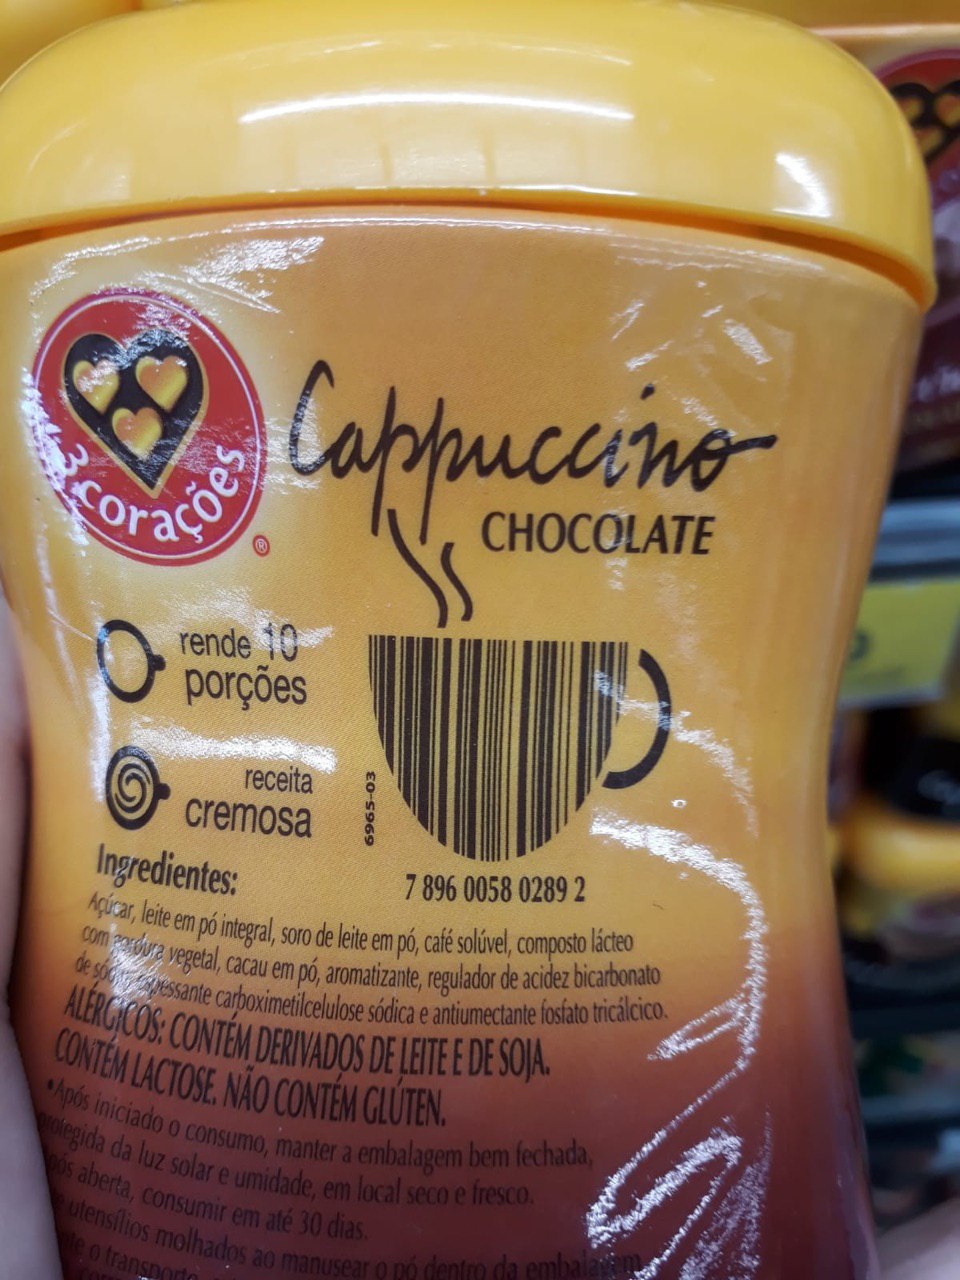 3 corações
®
Cappuccino
CHOCOLATE
rende 10
porções
receita
cremosa
6965-03
7 896 0058 0289 2
Ingredientes:
Açúcar, leite em pó integral, soro de leite em pó, café solúvel, composto lácteo
com gordura vegetal, cacau em pó, aromatizante, regulador de acidez bicarbonato
de sódio, espessante carboximetilcelulose sódica e antiumectante fosfato tricálcico.
ALÉRGICOS: CONTÉM DERIVADOS DE LEITE E DE SOJA.
CONTÉM LACTOSE. NÃO CONTÉM GLÚTEN.
•Após iniciado o consumo, manter a embalagem bem fechada,
protegida da luz solar e umidade, em local seco e fresco.
aberta, consumir em até 30 dias.
utensílios molhados ao manusear o pó dentro da embalagem
o transporte